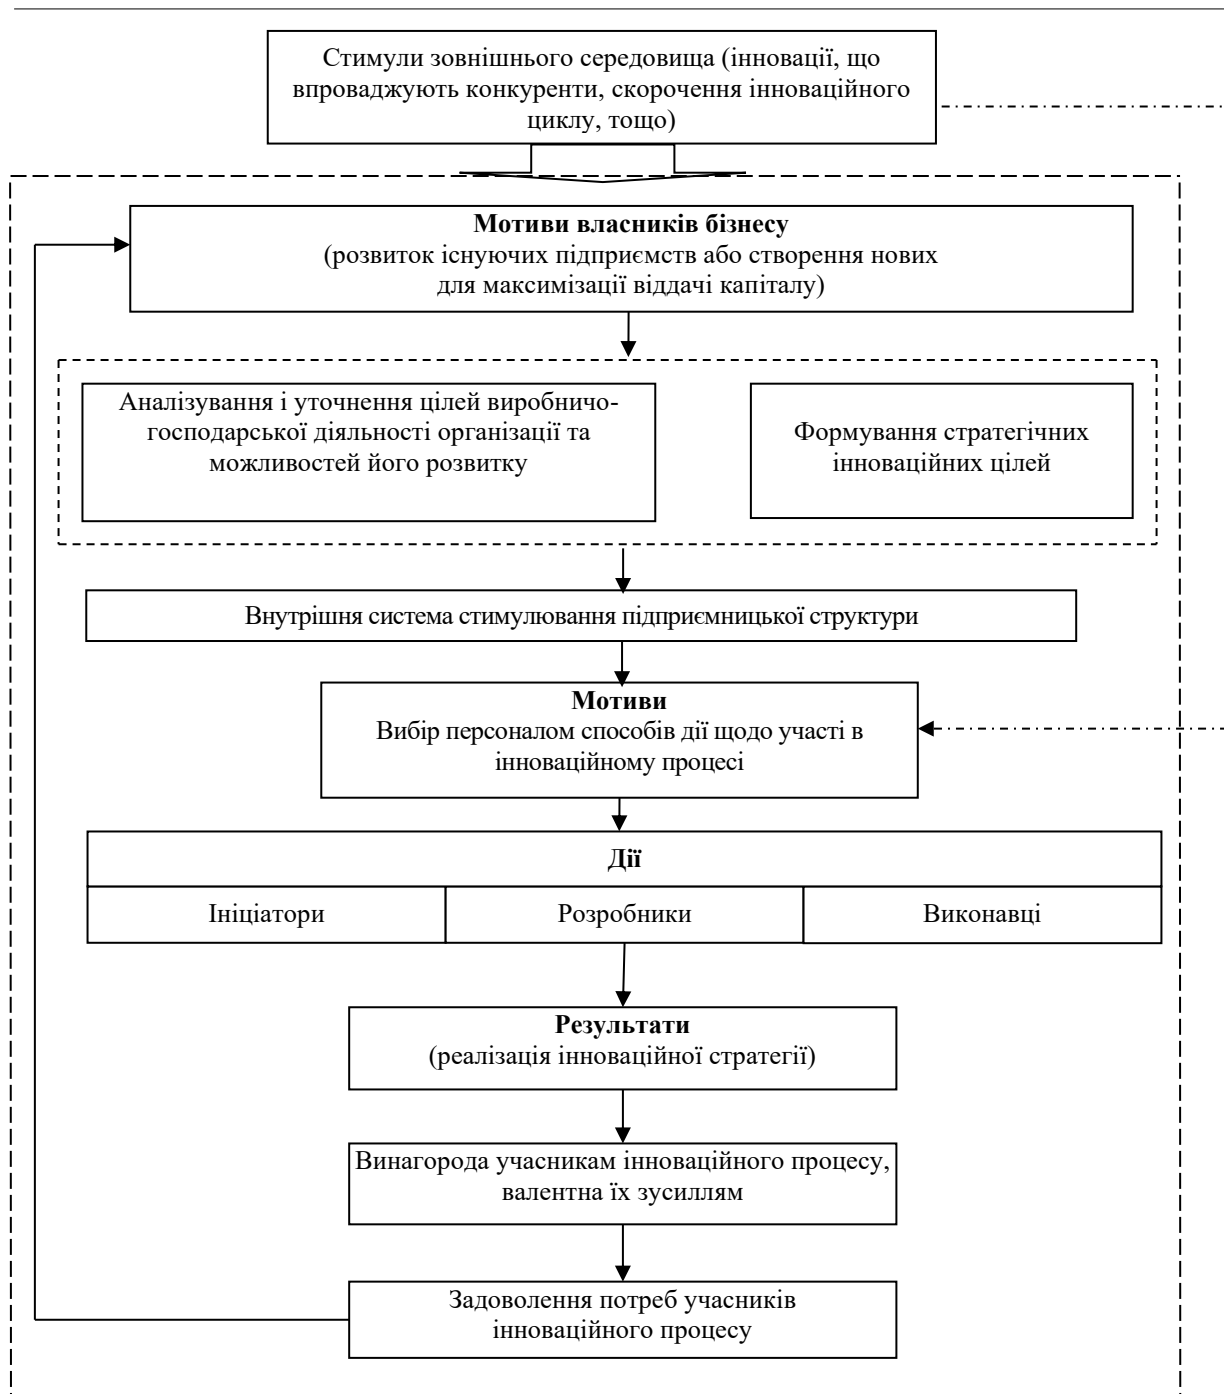 Стимули зовнішнього середовища (інновації, що
впроваджують конкуренти, скорочення інноваційного
циклу, тощо)
Мотиви власників бізнесу
(розвиток існуючих підприємств або створення нових
для максимізації віддачі капіталу)
Аналізування і уточнення цілей виробничо-
господарської діяльності організації та
можливостей його розвитку
Формування стратегічних
інноваційних цілей
Внутрішня система стимулювання підприємницької структури
Мотиви
Вибір персоналом способів дії щодо участі в
інноваційному процесі
Дії
Ініціатори
Розробники
Виконавці
Результати
(реалізація інноваційної стратегії)
Винагорода учасникам інноваційного процесу,
валентна їх зусиллям
Задоволення потреб учасників
інноваційного процесу